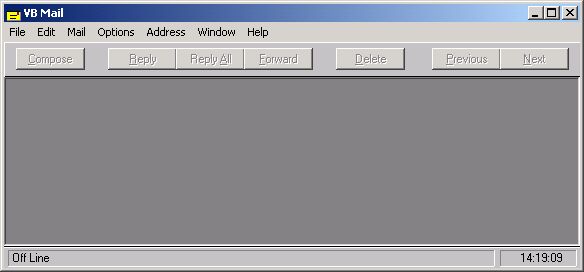 VB Mail
File Edit Mail Options Address Window Help
Compose Reply Reply All Forward Delete Previous Next
Off Line 14:19:09